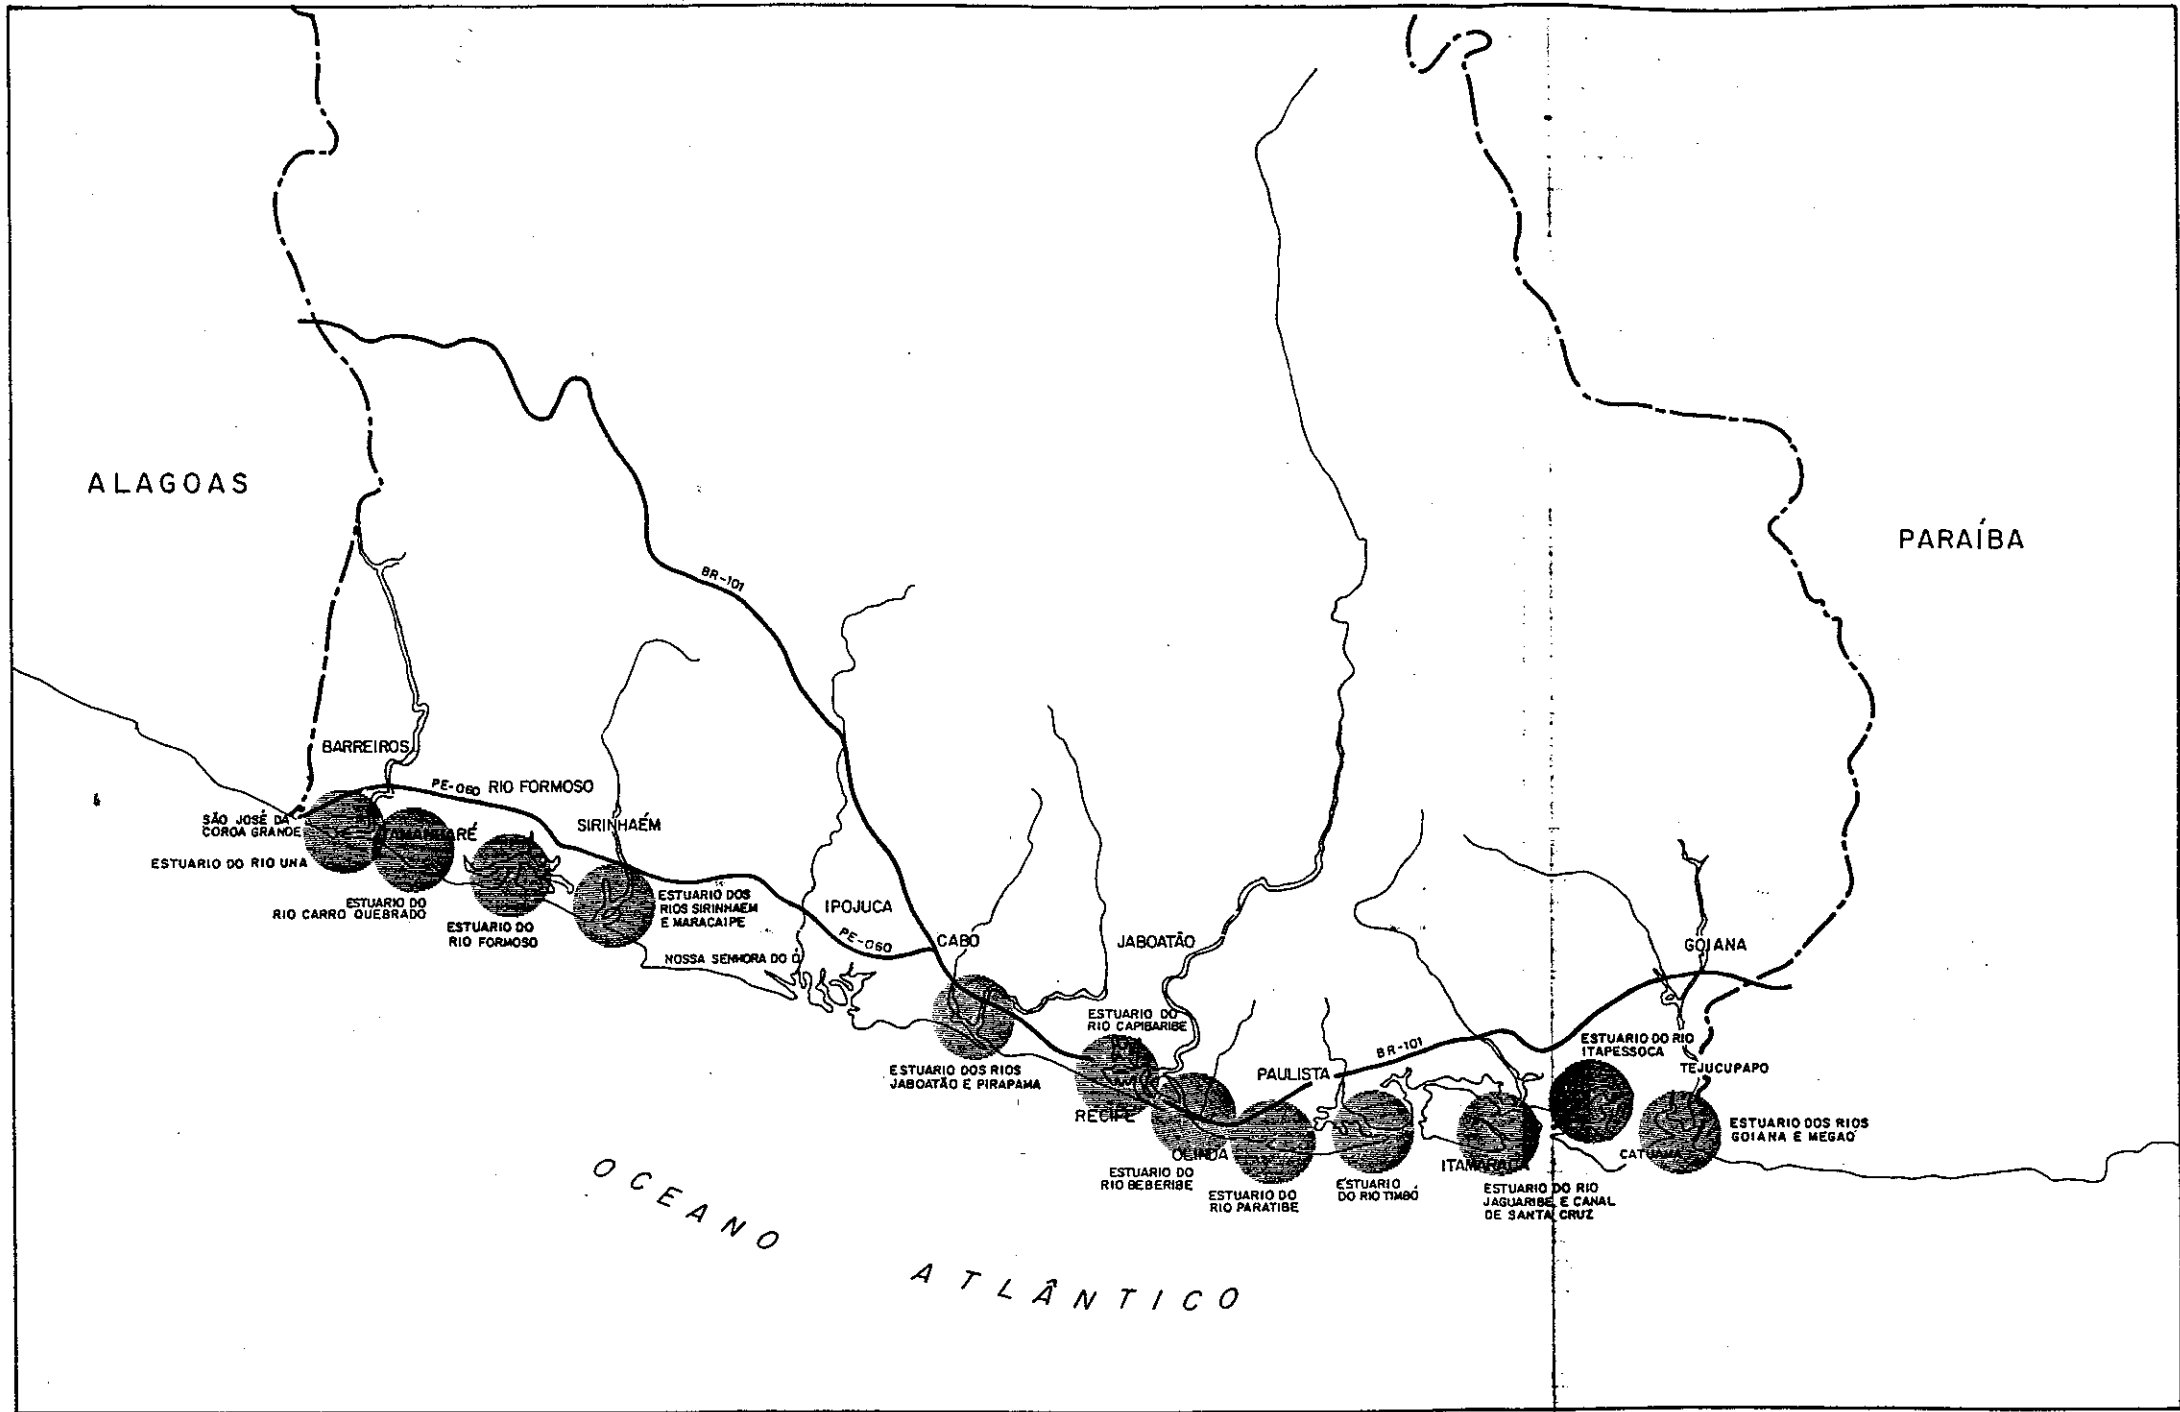 ALAGOAS
PARAÍBA
BR-101
BARREIROS
PE-060
RIO FORMOSO
SÃO JOSÉ DA
COROA GRANDE
TAMANDARÉ
SIRINHAÉM
ESTUARIO DO RIO UNA
ESTUARIO DO
RIO CARRO QUEBRADO
ESTUARIO DO
RIO FORMOSO
ESTUARIO DOS
RIOS SIRINHAEM
E MARACAIPE
IPOJUCA
PE-060
CABO
NOSSA SENHORA DO Ó
JABOATÃO
GOIANA
ESTUARIO DO
RIO CAPIBARIBE
ESTUARIO DOS RIOS
JABOATÃO E PIRAPAMA
RECIFE
PAULISTA
BR-101
ESTUARIO DO RIO
ITAPESSOCA
TEJUCUPAPO
OLINDA
ESTUARIO DO
RIO BEBERIBE
ESTUARIO DO
RIO PARATIBE
ESTUARIO
DO RIO TIMBÓ
ITAMARACA
ESTUARIO DO RIO
JAGUARIBE E CANAL
DE SANTA CRUZ
CATUAMA
ESTUARIO DOS RIOS
GOIANA E MEGAO
OCEANO ATLÂNTICO